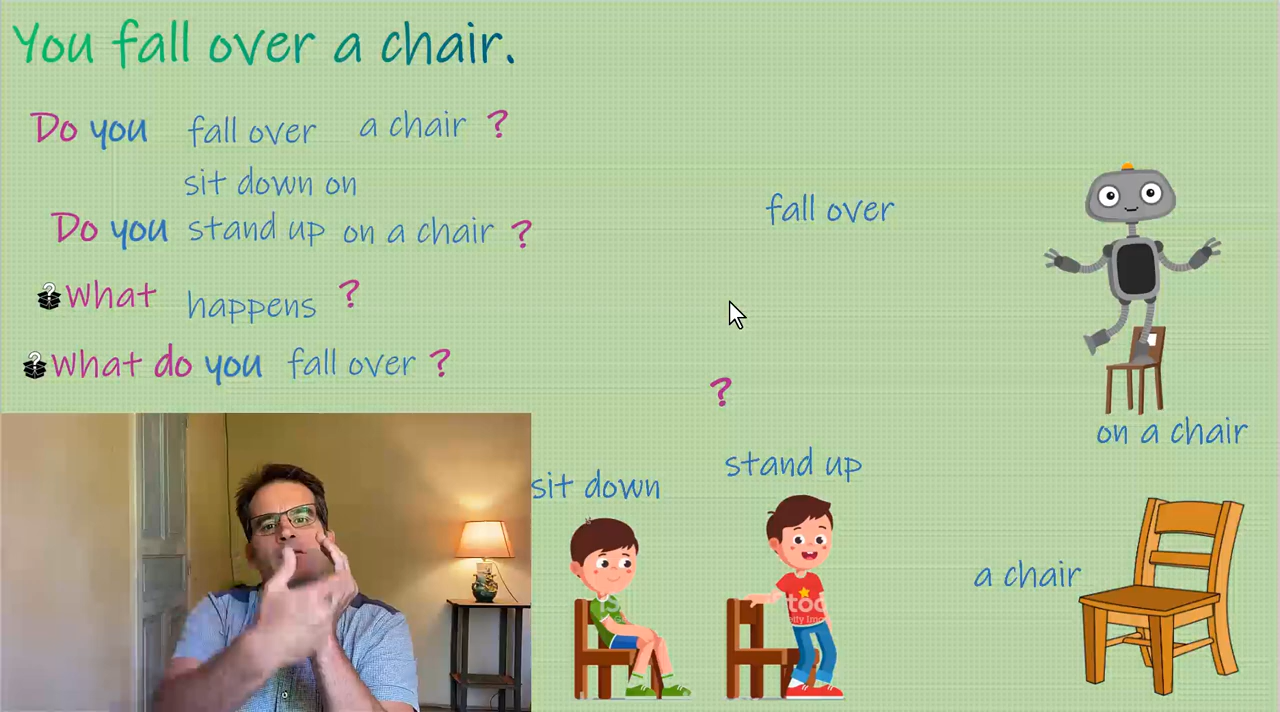 You fall over a chair.
Do you fall over a chair ?
sit down on
Do you stand up on a chair ?
What happens ?
What do you fall over ?
fall over
?
on a chair
sit down
stand up
a chair